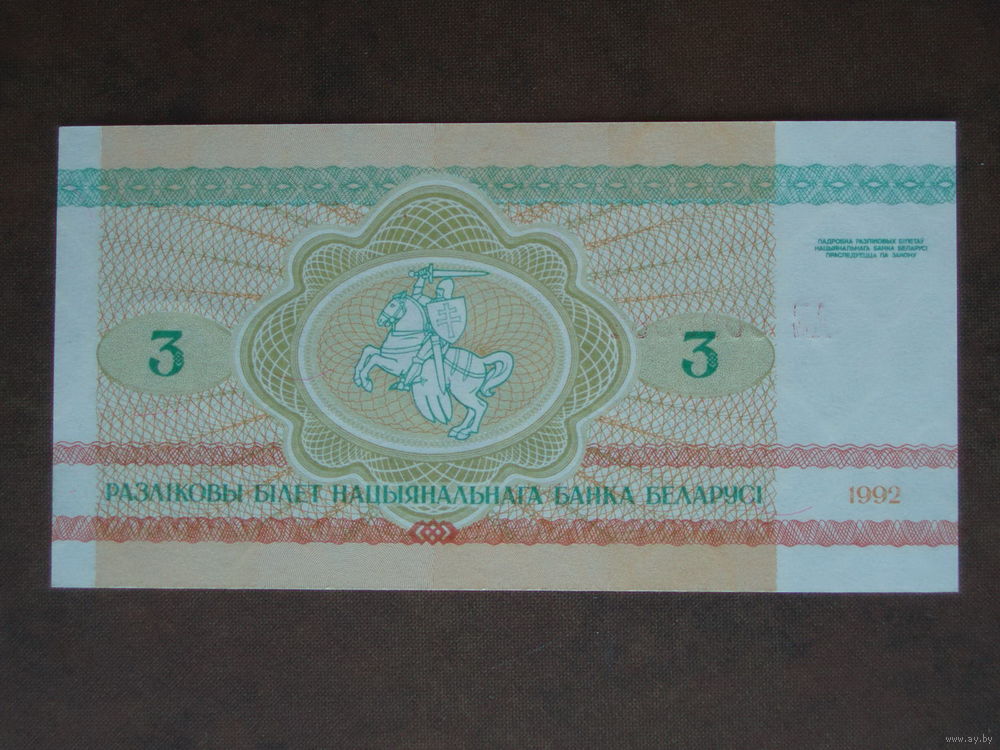 ПАДРОБКА РАЗЛІКОВЫХ БІЛЕТАЎ
НАЦЫЯНАЛЬНАГА БАНКА БЕЛАРУСІ
ПРАСЛЕДУЕЦЦА ПА ЗАКОНУ
3
3
РАЗЛІКОВЫ БІЛЕТ НАЦЫЯНАЛЬНАГА БАНКА БЕЛАРУСІ
1992
www.ay.by